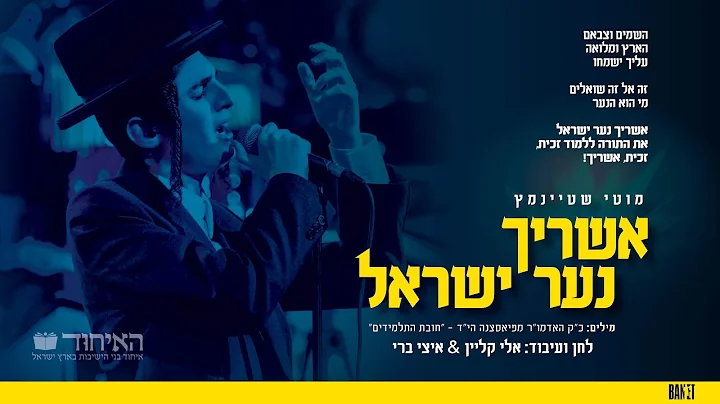 השמים וצבאם
הארץ ומלואה
עליך ישמחו
זה אל זה שואלים
מי הוא הנער
אשריך נער ישראל
את התורה ללמוד זכית,
זכית, אשריך!
מוטי שטיינמץ
אשריך
נער ישראל
מילים: כ"ק האדמו"ר מפיאסצנה הי"ד - "חובת התלמידים"
לחן ועיבוד: אלי קליין & איצי ברי
האיחוד
איחוד בני הישיבות בארץ ישראל
BANET